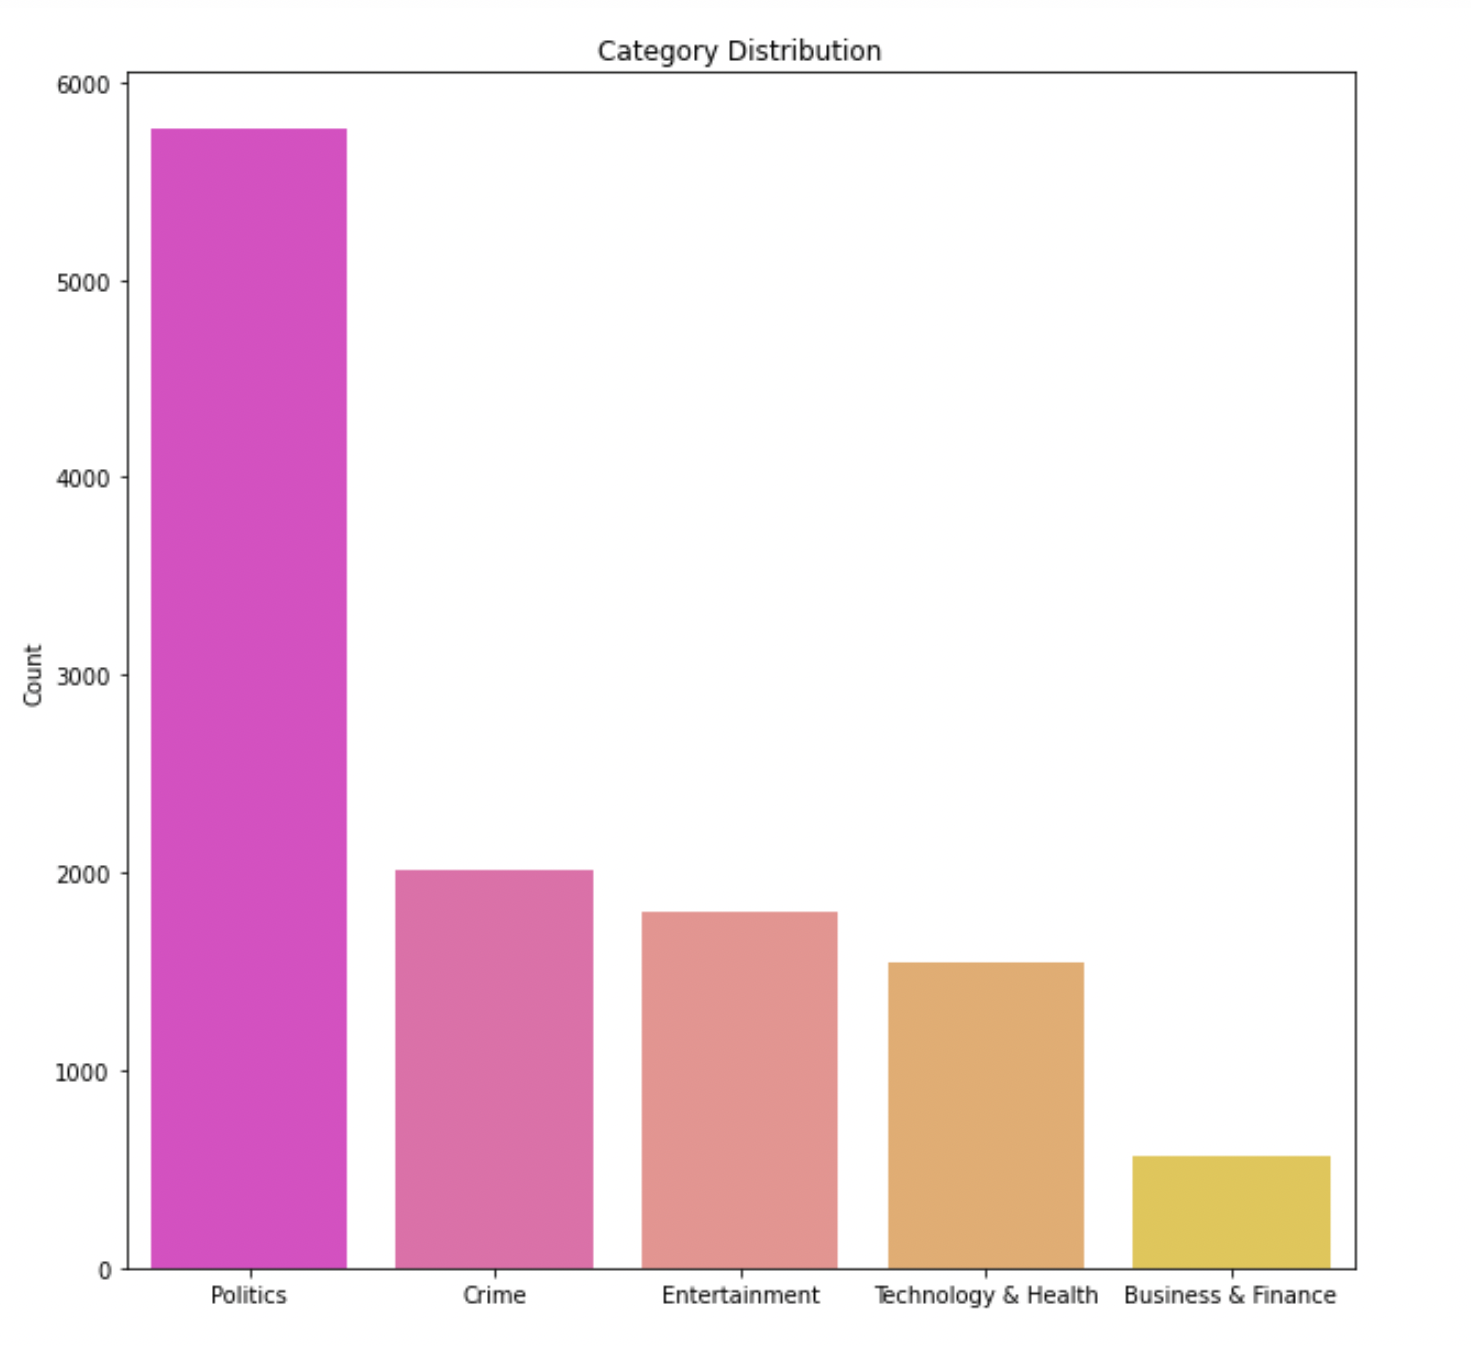 Category Distribution
6000
5000
4000
3000
2000
1000
0
Count
Politics
Crime
Entertainment
Technology & Health
Business & Finance